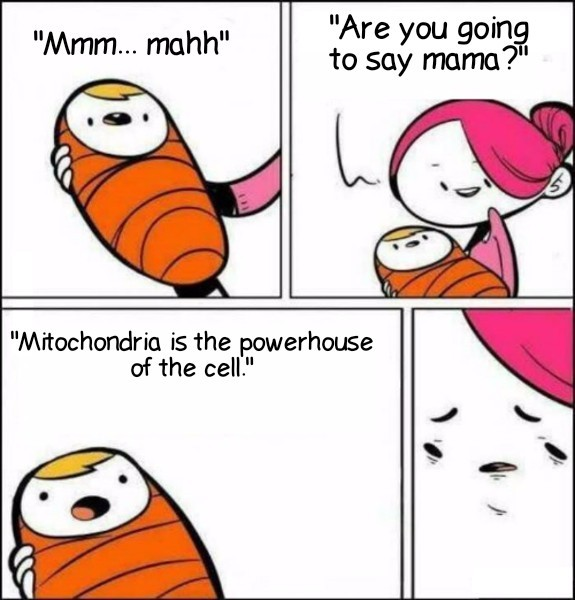 "Mmm... mahh"
"Are you going
to say mama?"
"Mitochondria is the powerhouse
of the cell."